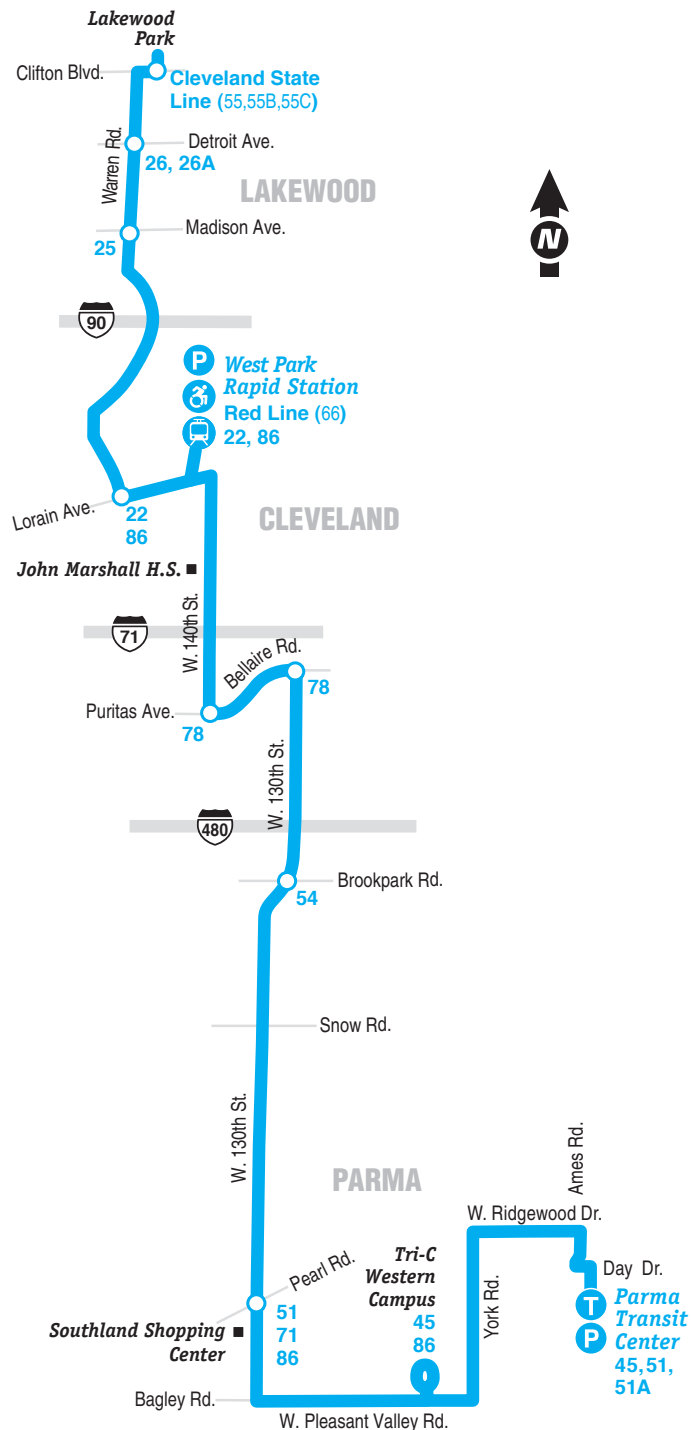 Lakewood
Park
Clifton Blvd.
Cleveland State
Line (55,55B,55C)
Warren Rd.
Detroit Ave.
26, 26A
LAKEWOOD
Madison Ave.
25
N
90
P
West Park
Rapid Station
Red Line (66)
22, 86
Lorain Ave.
22
86
CLEVELAND
John Marshall H.S.
W. 140th St.
71
Bellaire Rd.
78
Puritas Ave.
78
W. 130th St.
480
Brookpark Rd.
54
Snow Rd.
W. 130th St.
PARMA
Ames Rd.
W. Ridgewood Dr.
Day Dr.
Pearl Rd.
51
71
86
Southland Shopping
Center
Tri-C
Western
Campus
45
86
York Rd.
T
P
Parma
Transit
Center
45,51,
51A
Bagley Rd.
W. Pleasant Valley Rd.